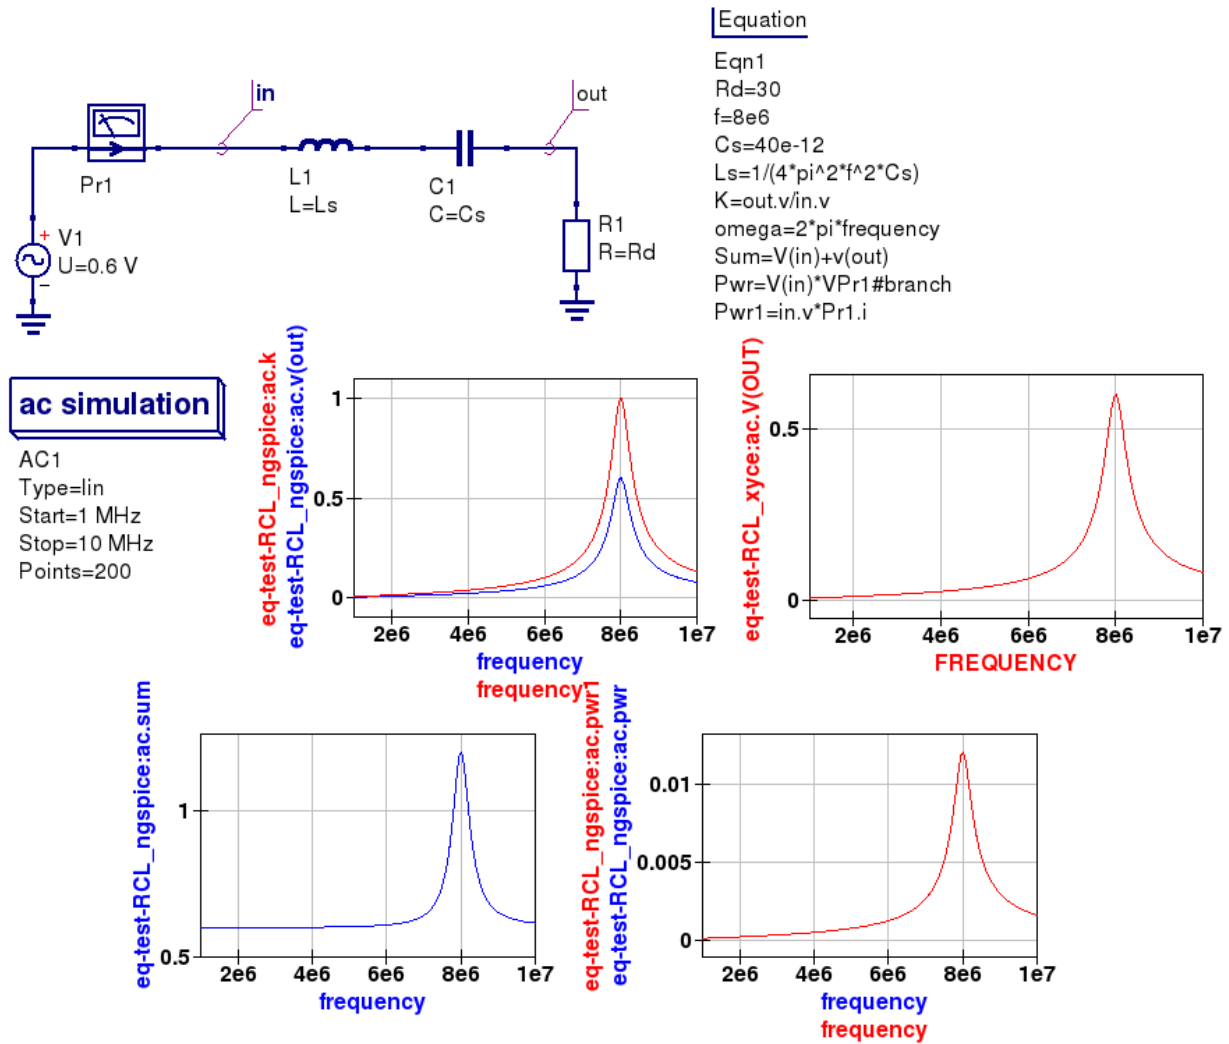 Equation
Eqn1
Rd=30
f=8e6
Cs=40e-12
Ls=1/(4*pi^2*f^2*Cs)
K=out.v/in.v
omega=2*pi*frequency
Sum=V(in)+v(out)
Pwr=V(in)*VPr1#branch
Pwr1=in.v*Pr1.i
in
out
Pr1
L1
L=Ls
C1
C=Cs
R1
R=Rd
+
V1
U=0.6 V
−
ac simulation
AC1
Type=lin
Start=1 MHz
Stop=10 MHz
Points=200
eq-test-RCL_ngspice:ac.k
eq-test-RCL_ngspice:ac.v(out)
1
0.5
0
2e6 4e6 6e6 8e6 1e7
frequency
frequency
eq-test-RCL_xyce:ac.V(OUT)
0.5
0
2e6 4e6 6e6 8e6 1e7
FREQUENCY
eq-test-RCL_ngspice:ac.sum
1
0.5
2e6 4e6 6e6 8e6 1e7
frequency
eq-test-RCL_ngspice:ac.pwr1
eq-test-RCL_ngspice:ac.pwr
0.01
0.005
0
2e6 4e6 6e6 8e6 1e7
frequency
frequency